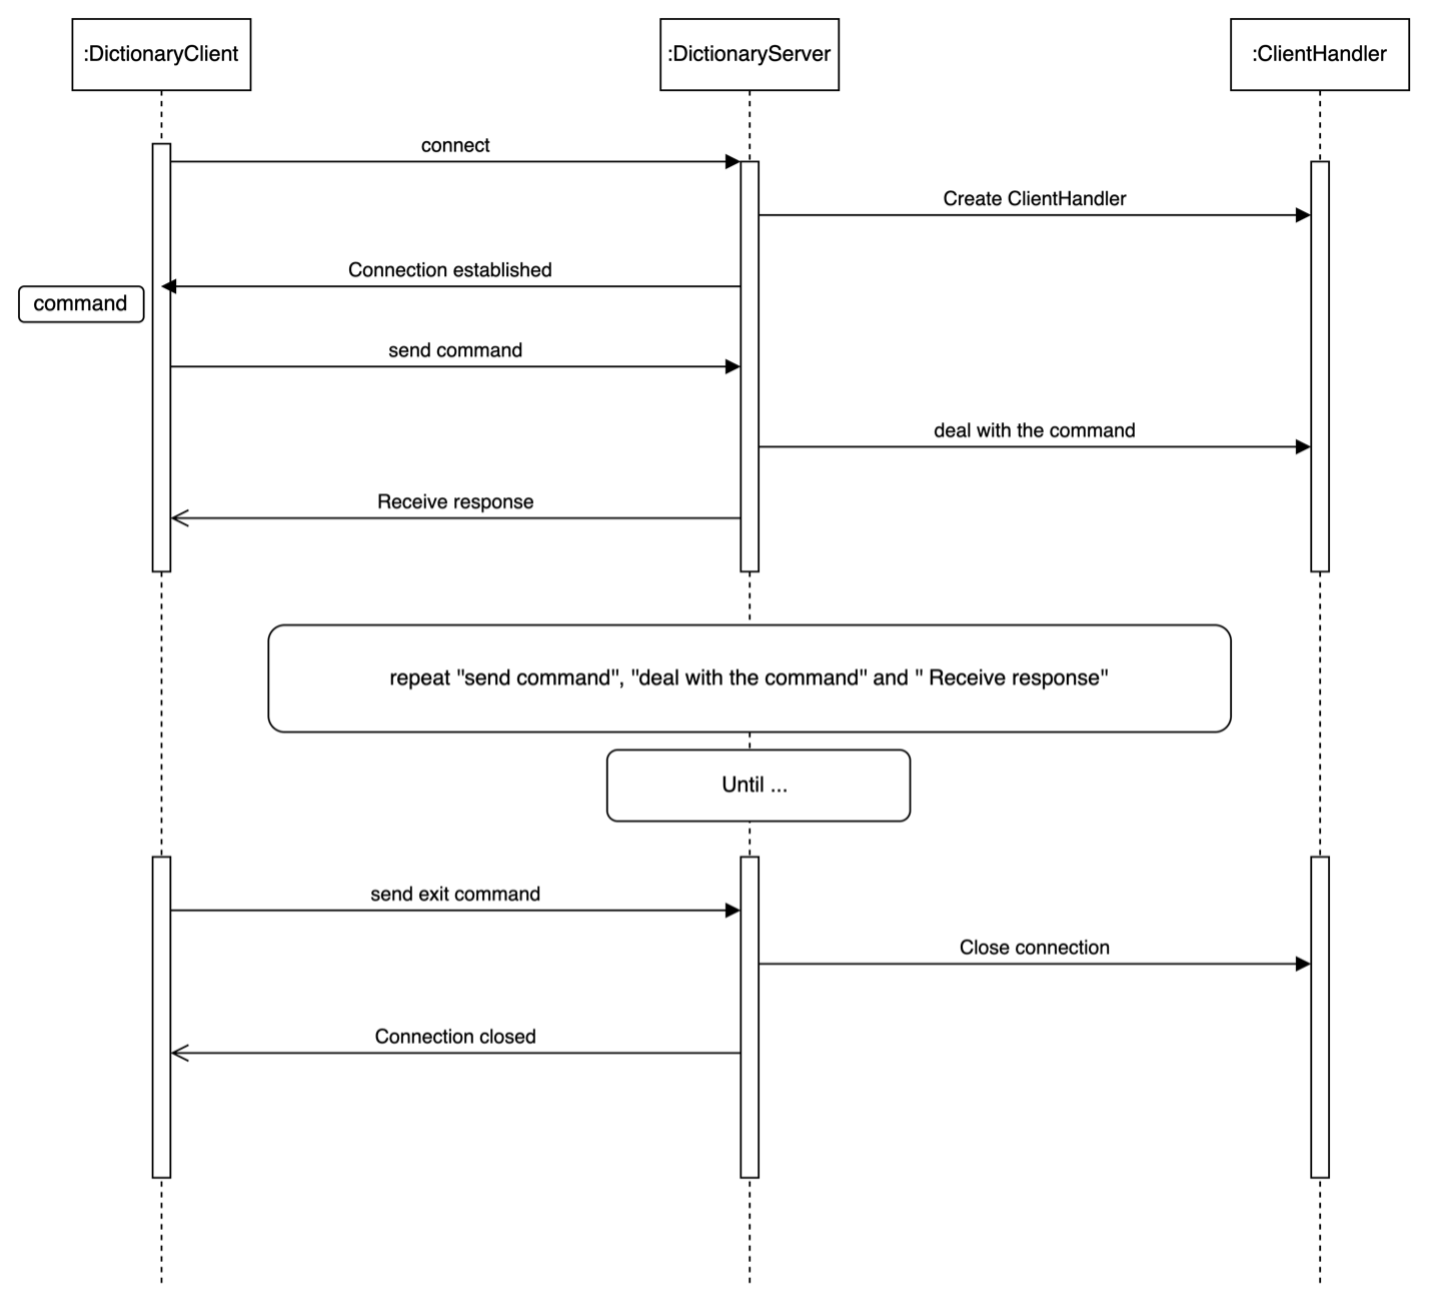 :DictionaryClient
:DictionaryServer
:ClientHandler
connect
Create ClientHandler
Connection established
command
send command
deal with the command
Receive response
repeat "send command", "deal with the command" and " Receive response"
Until ...
send exit command
Close connection
Connection closed